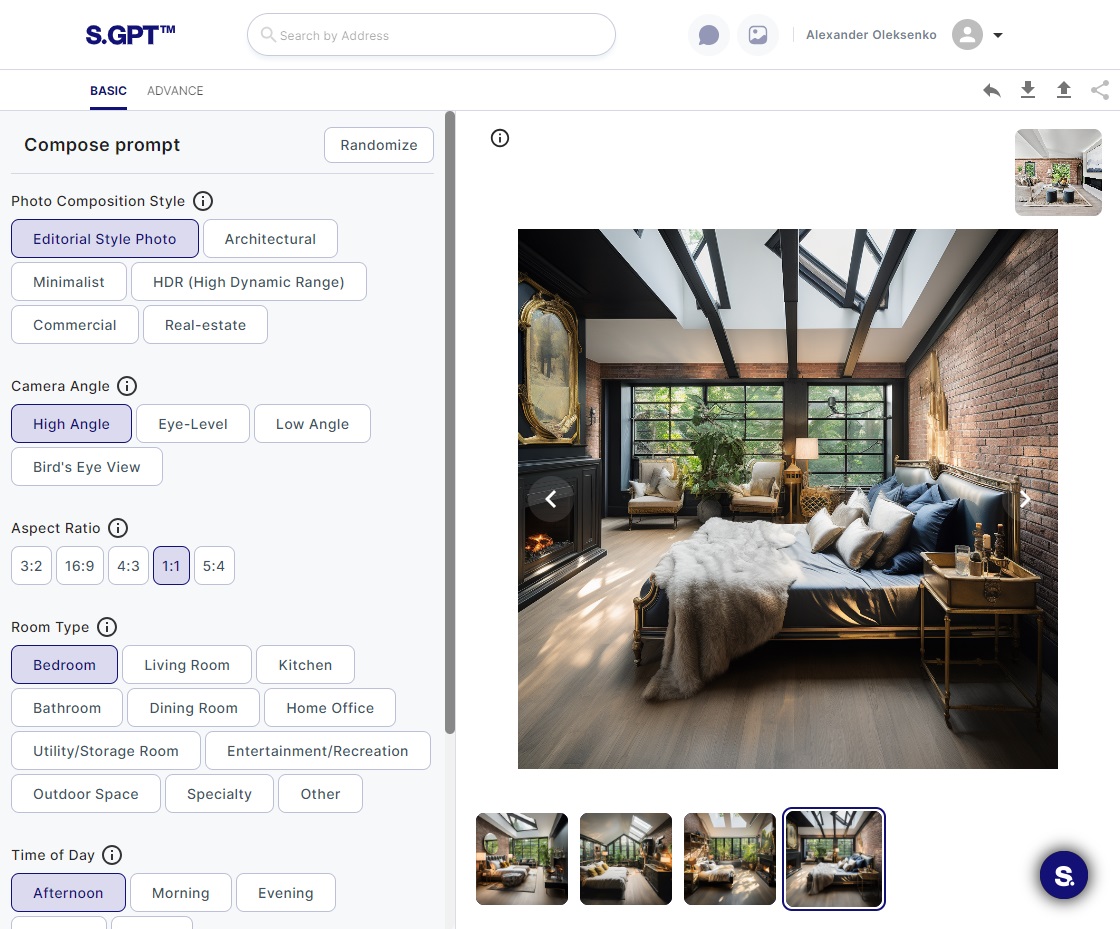 S.GPT™
Search by Address
Alexander Oleksenko
BASIC
ADVANCE
Compose prompt
Randomize
Photo Composition Style
Editorial Style Photo
Architectural
Minimalist
HDR (High Dynamic Range)
Commercial
Real-estate
Camera Angle
High Angle
Eye-Level
Low Angle
Bird's Eye View
Aspect Ratio
3:2
16:9
4:3
1:1
5:4
Room Type
Bedroom
Living Room
Kitchen
Bathroom
Dining Room
Home Office
Utility/Storage Room
Entertainment/Recreation
Outdoor Space
Specialty
Other
Time of Day
Afternoon
Morning
Evening
S.